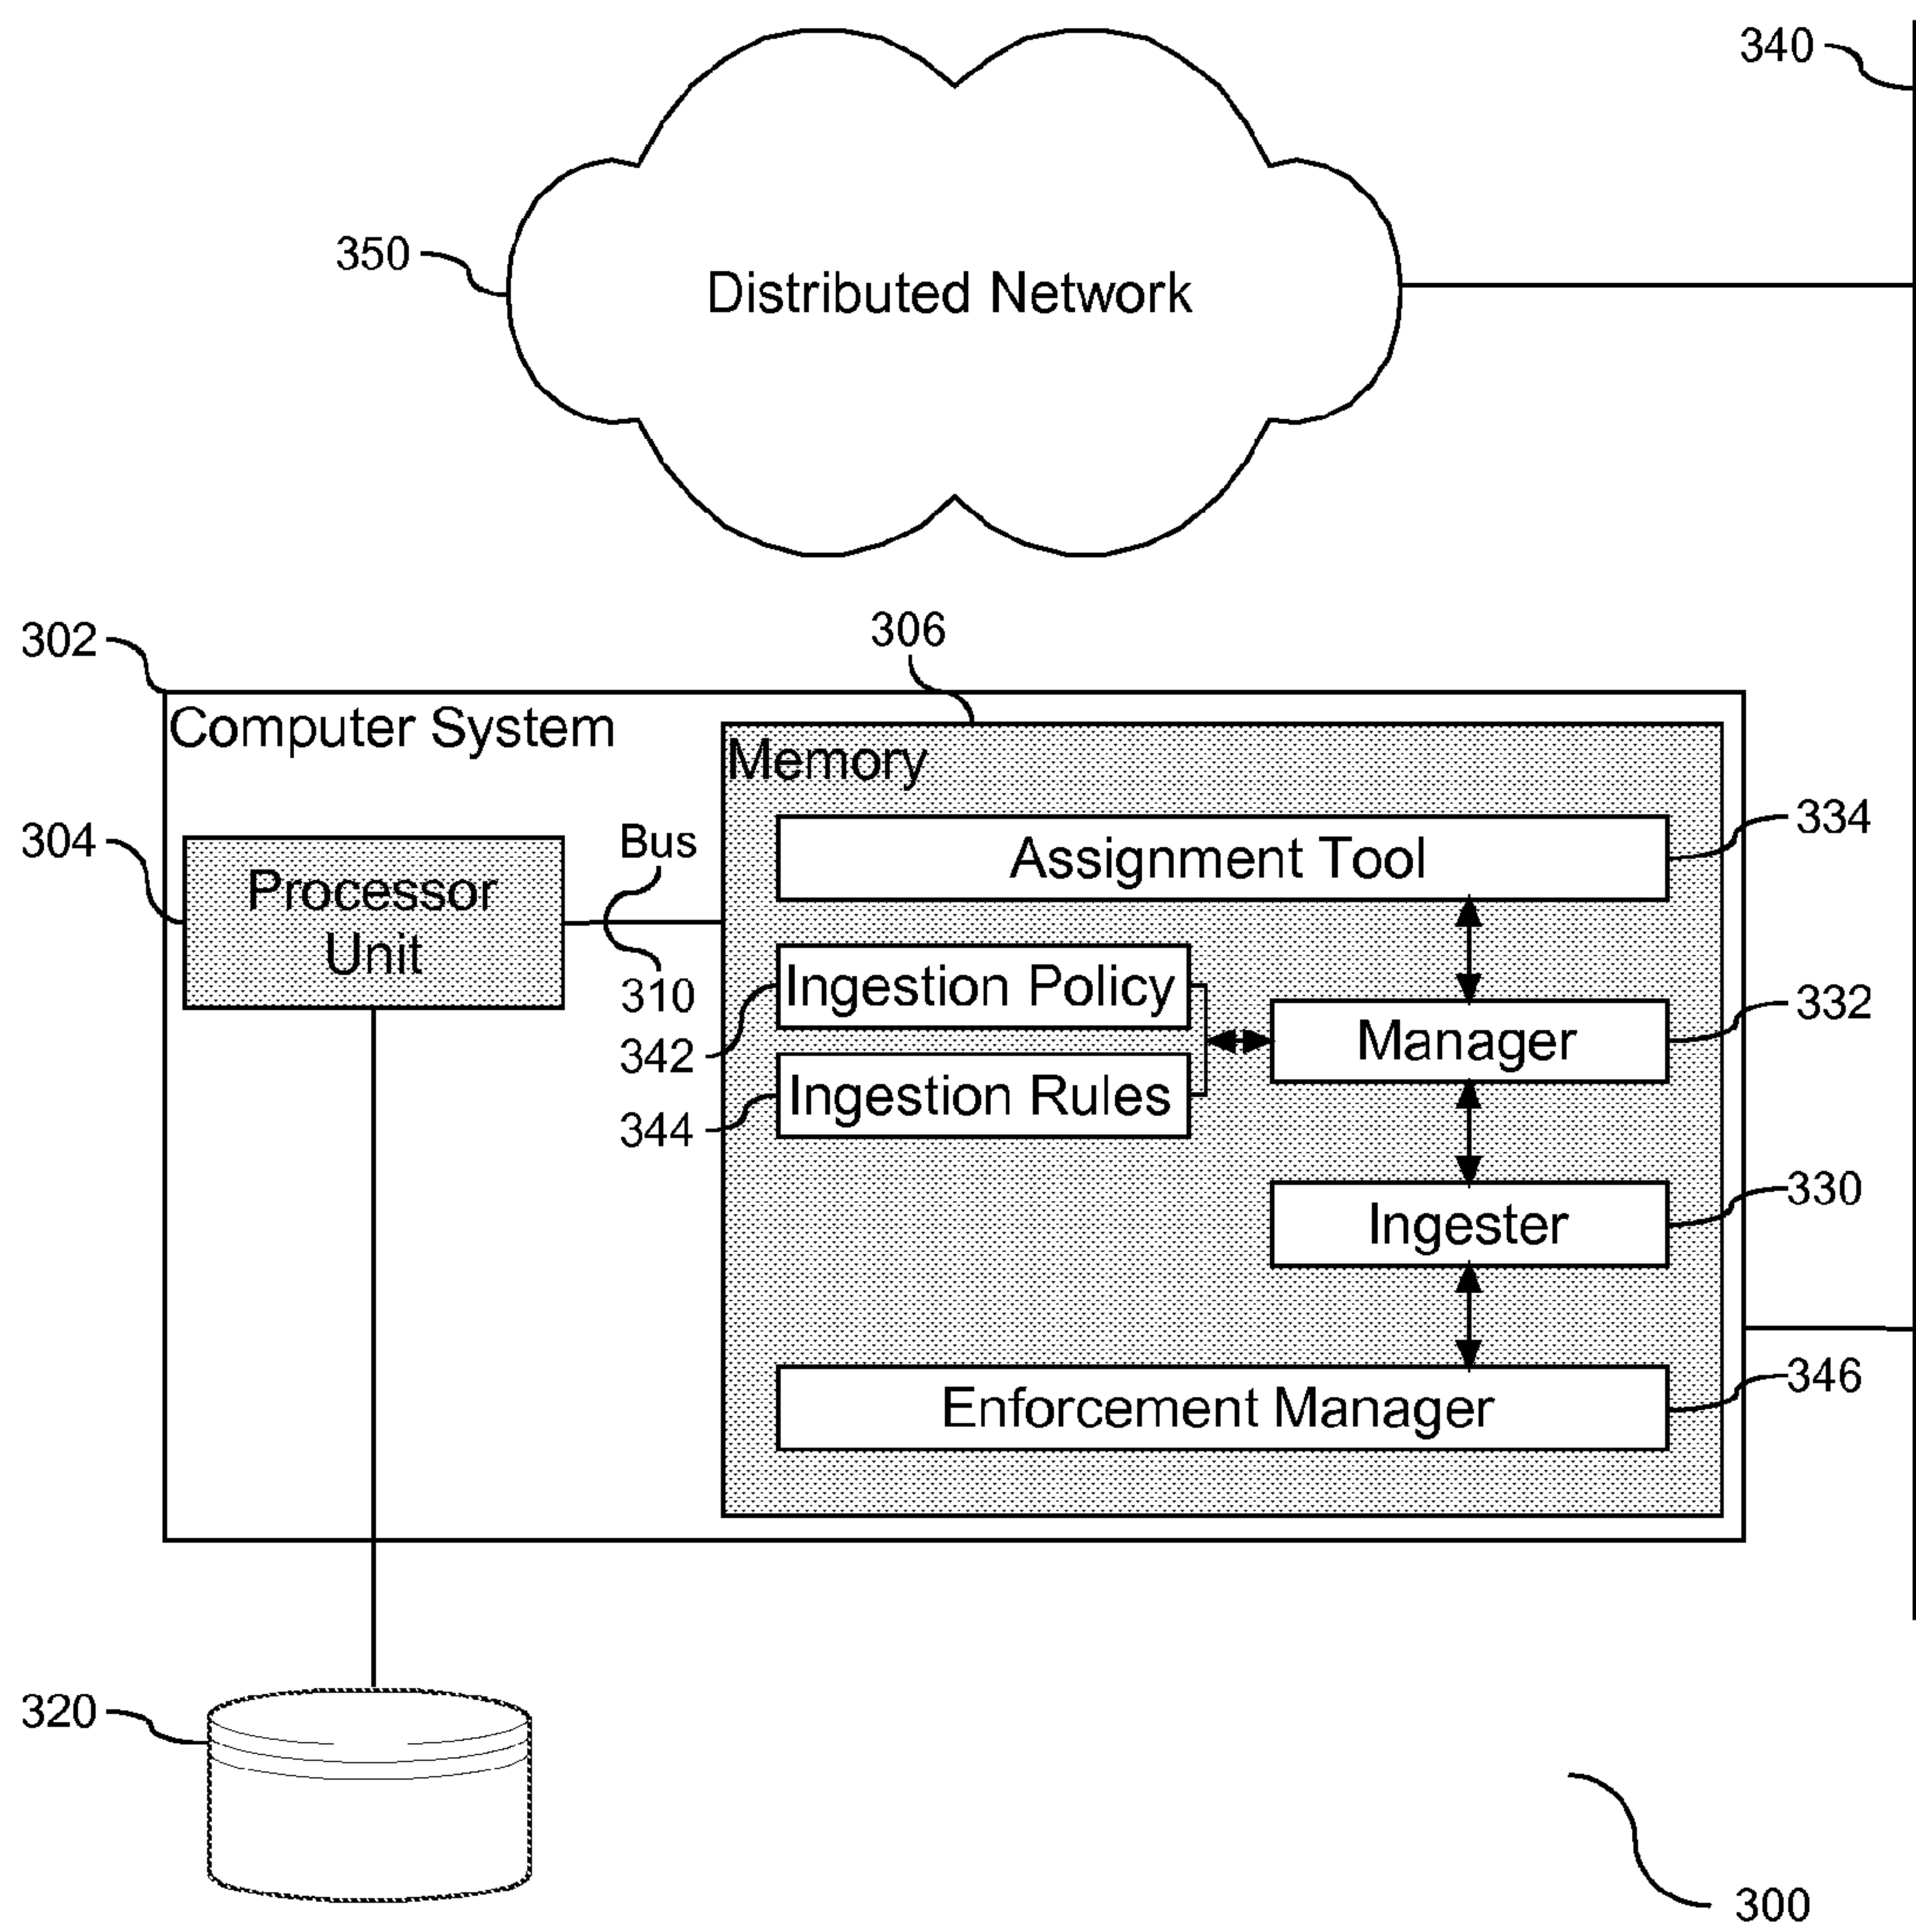 340
350
Distributed Network
302
306
Computer System
Memory
304
Bus
334
Assignment Tool
Processor
Unit
310
Ingestion Policy
332
342
Manager
Ingestion Rules
344
330
Ingester
346
Enforcement Manager
320
300